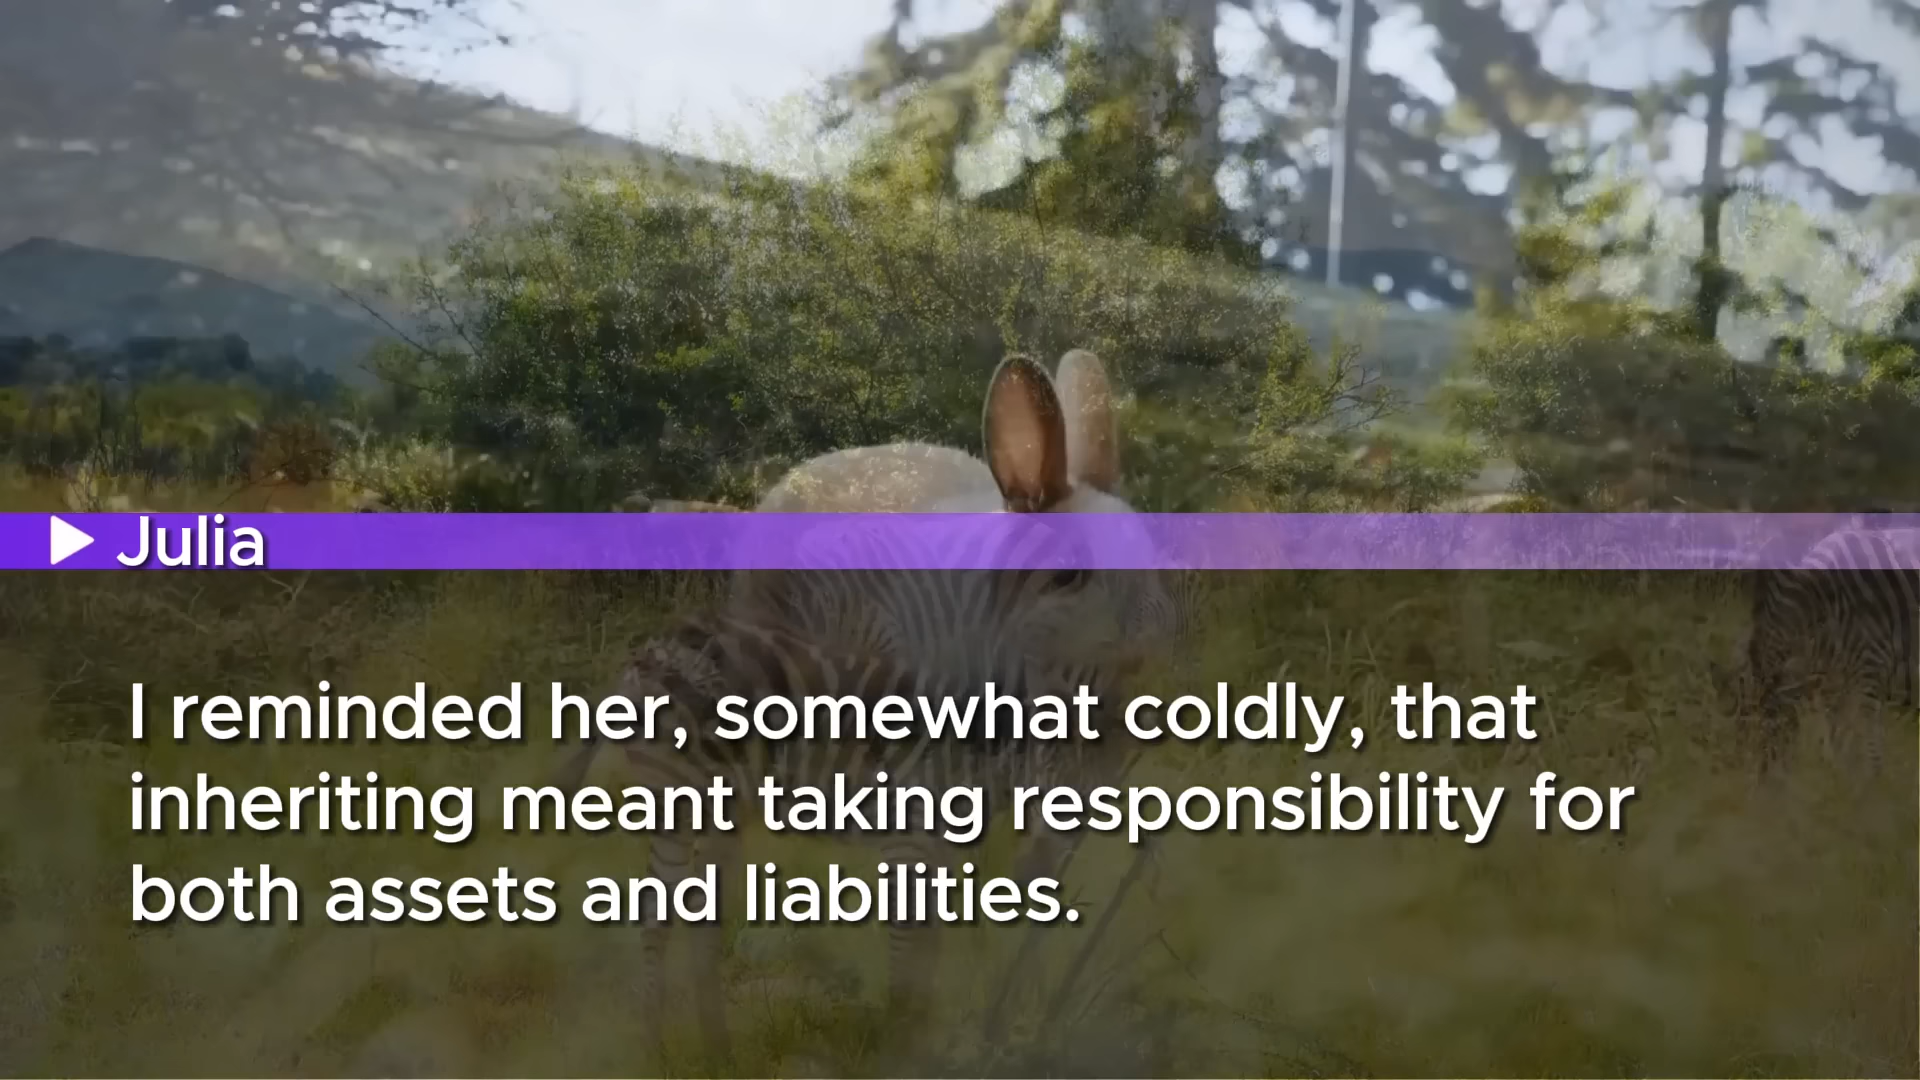 Julia
I reminded her, somewhat coldly, that
inheriting meant taking responsibility for
both assets and liabilities.